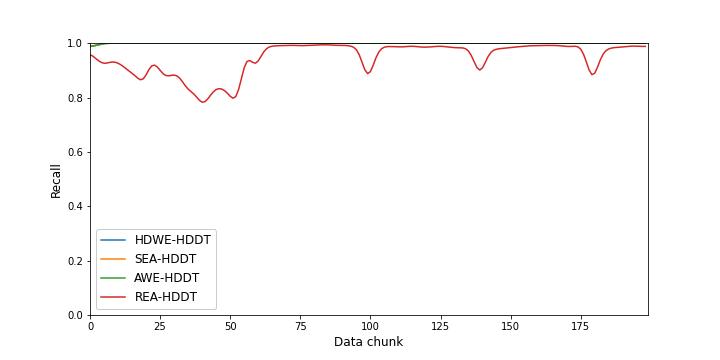 1.0
0.8
0.6
0.4
0.2
0.0
Recall
HDWE-HDDT
SEA-HDDT
AWE-HDDT
REA-HDDT
0 25 50 75 100 125 150 175
Data chunk